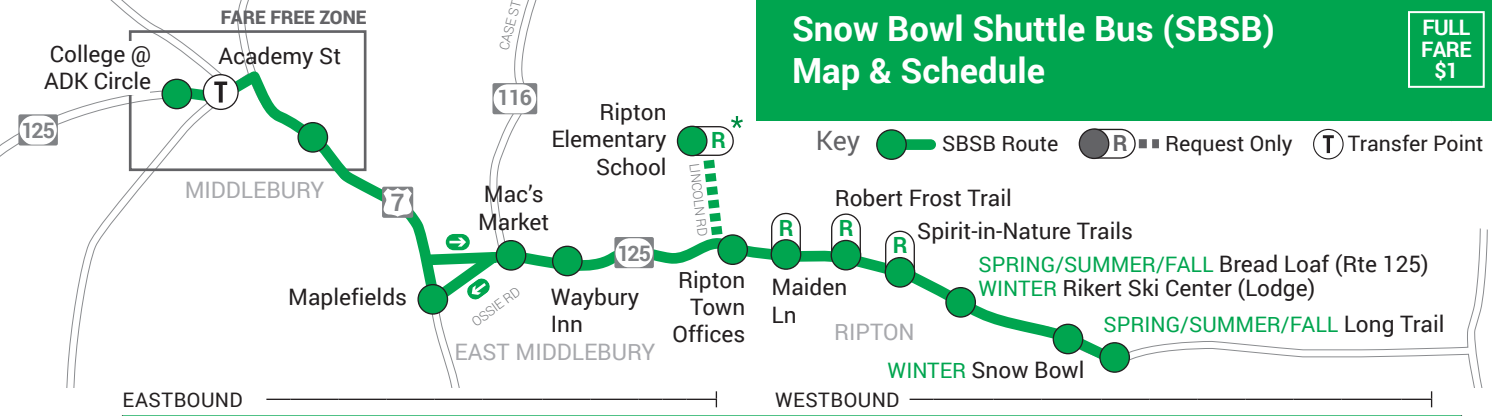 FARE FREE ZONE
College @
ADK Circle
Academy St
T
125
MIDDLEBURY
7
CASE ST
116
Snow Bowl Shuttle Bus (SBSB)
Map & Schedule
FULL
FARE
$1
Key
SBSB Route
R
Request Only
T
Transfer Point
Ripton
Elementary
School
R
*
LINCOLN RD
Mac's
Market
Maplefields
OSSIE RD
EAST MIDDLEBURY
Waybury
Inn
125
Ripton
Town
Offices
R
Maiden
Ln
R
Robert Frost Trail
R
Spirit-in-Nature Trails
RIPTON
SPRING/SUMMER/FALL Bread Loaf (Rte 125)
WINTER Rikert Ski Center (Lodge)
SPRING/SUMMER/FALL Long Trail
WINTER Snow Bowl
EASTBOUND
WESTBOUND